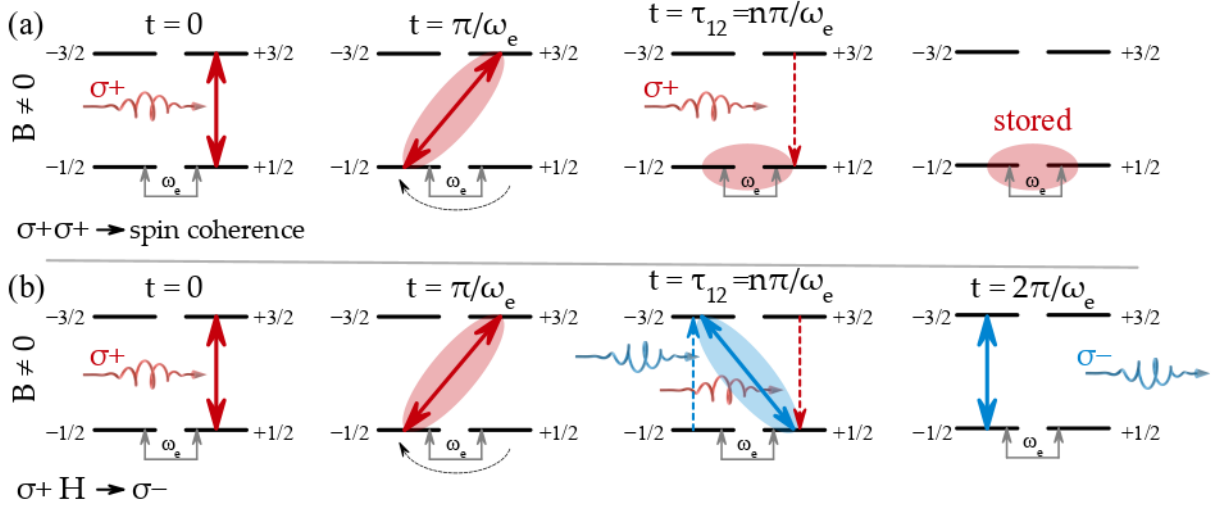 (a) t = 0 t = π/ωe t = τ12 =nπ/ωe
−3/2 +3/2 −3/2 +3/2 −3/2 +3/2 −3/2 +3/2
B ≠ 0 σ+ σ+ stored
−1/2 ωe +1/2 −1/2 ωe +1/2 −1/2 ωe +1/2 −1/2 ωe +1/2
σ+σ+ → spin coherence
(b) t = 0 t = π/ωe t = τ12 =nπ/ωe t = 2π/ωe
−3/2 +3/2 −3/2 +3/2 −3/2 +3/2 −3/2 +3/2
B ≠ 0 σ+ σ−
−1/2 ωe +1/2 −1/2 ωe +1/2 −1/2 ωe +1/2 −1/2 ωe +1/2
σ+ H → σ−